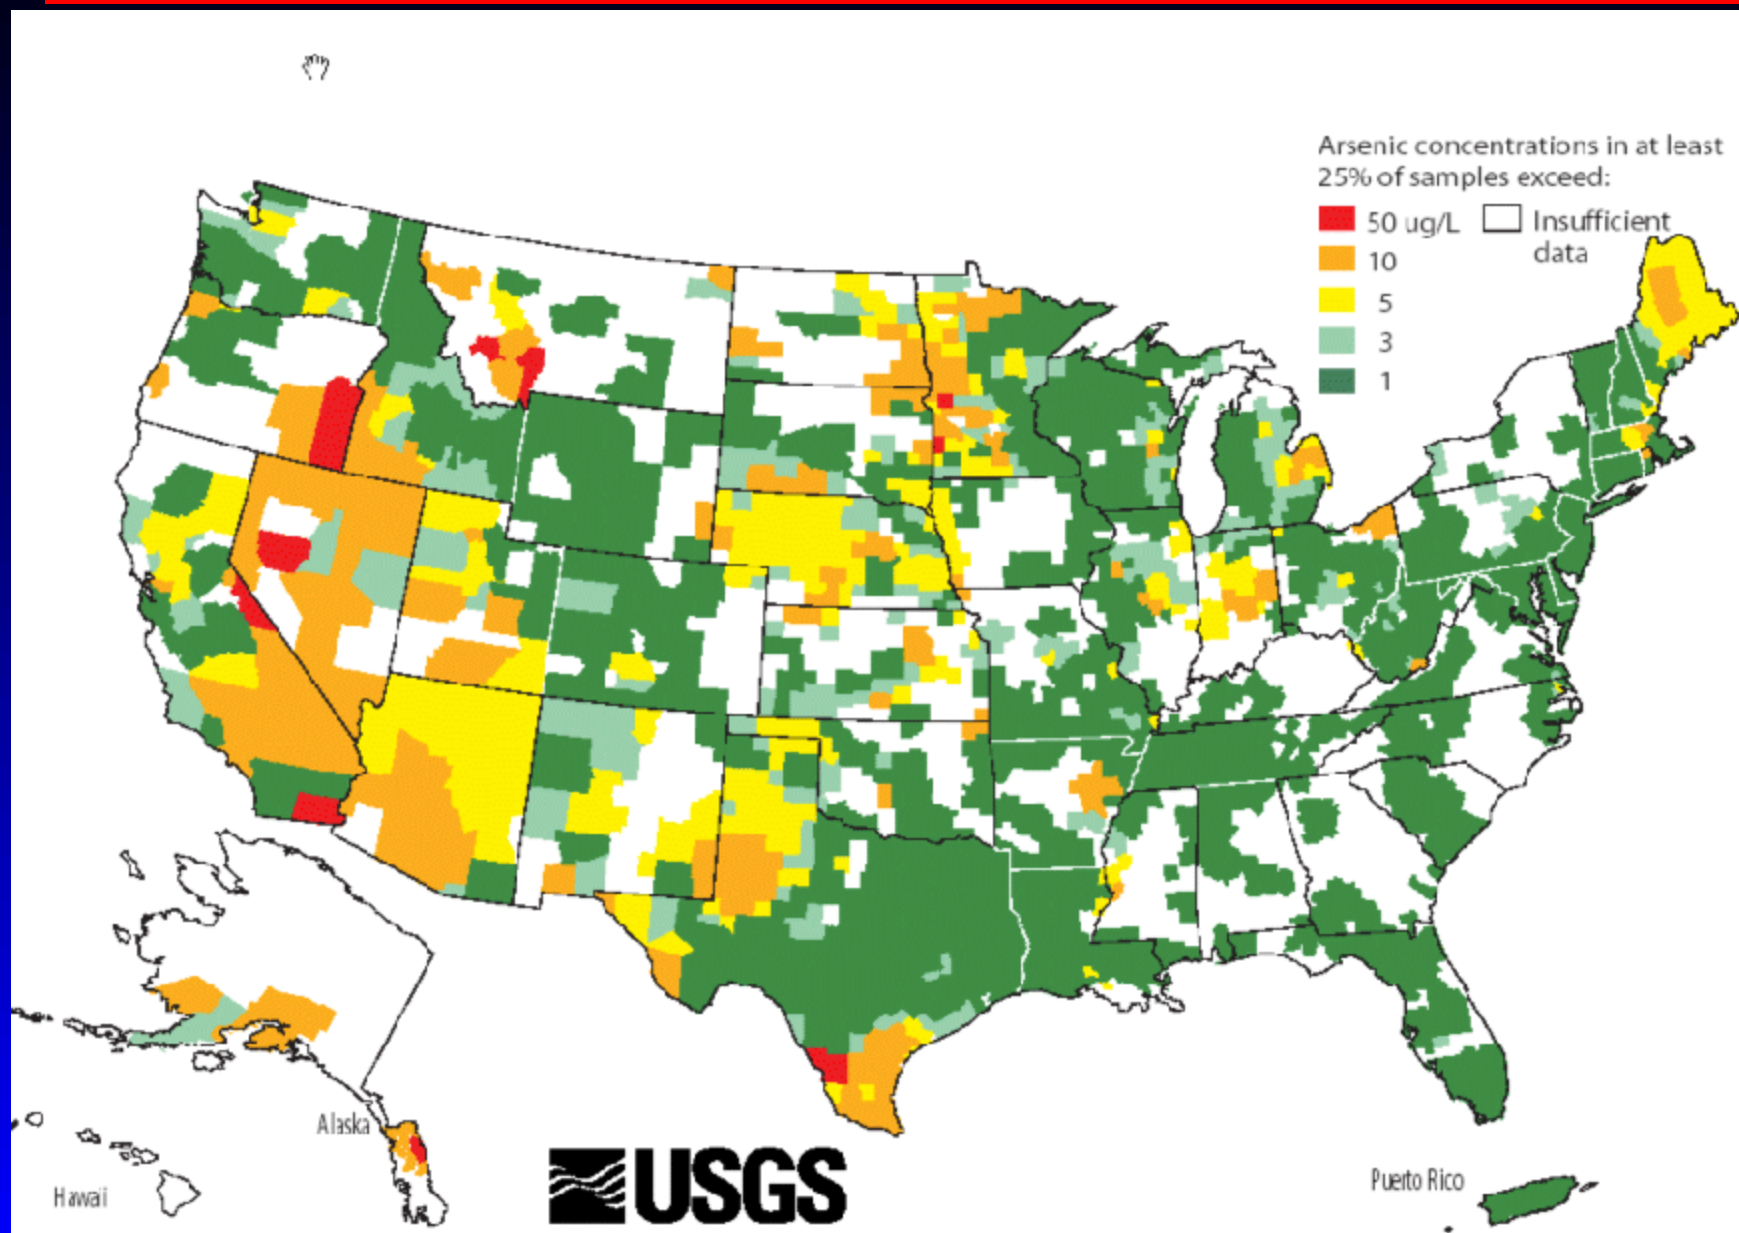 Arsenic concentrations in at least
25% of samples exceed:
50 ug/L
Insufficient
data
10
5
3
1
Alaska
Hawaii
USGS
Puerto Rico